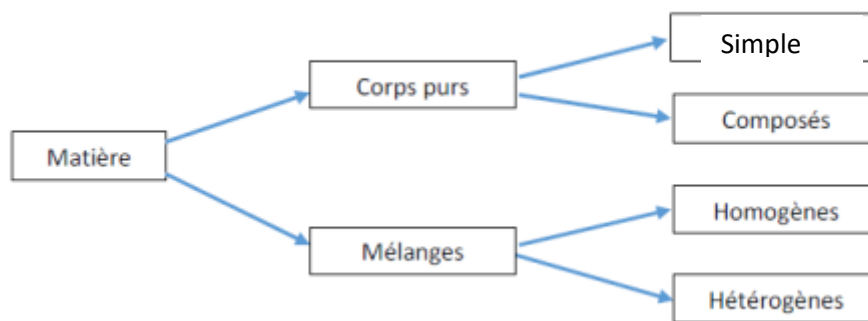 Simple
Corps purs
Composés
Matière
Homogènes
Mélanges
Hétérogènes